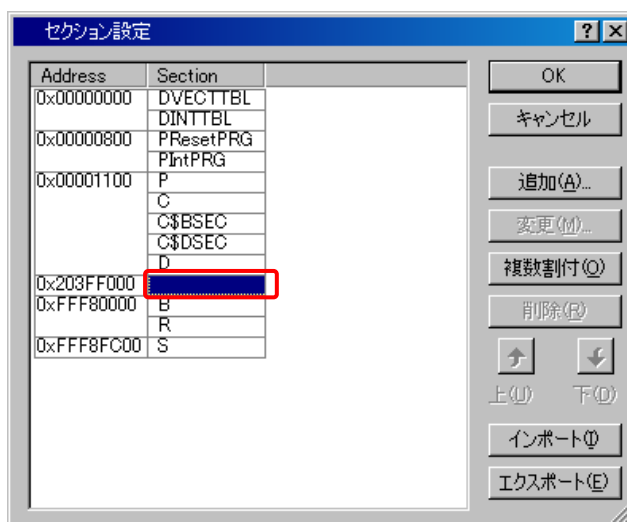 セクション設定
Address Section
0x00000000 DVECTTBL
DINTTBL
0x00000800 PResetPRG
PIntPRG
0x00001100 P
C
C$BSEC
C$DSEC
D
0x203FF000
0xFFF80000 B
R
0xFFF8FC00 S
OK
キャンセル
追加(A)...
変更(M)...
複数割付(O)
削除(R)
上(U) 下(D)
インポート(I)
エクスポート(E)